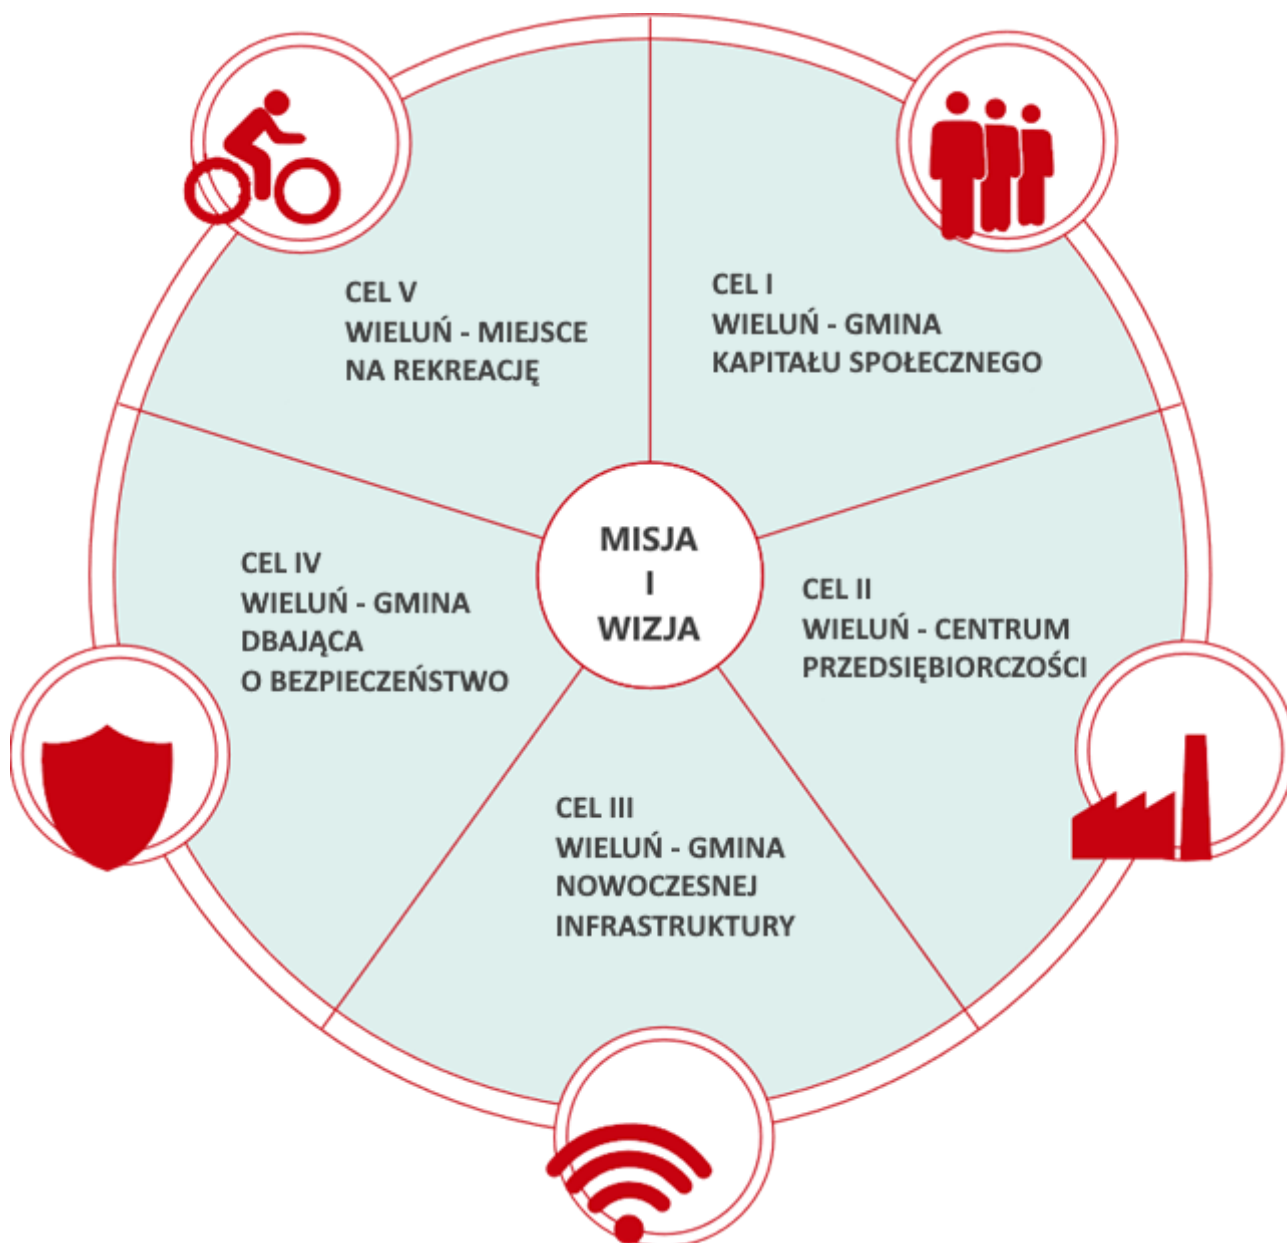 CEL V
WIELUŃ - MIEJSCE
NA REKREACJĘ
CEL I
WIELUŃ - GMINA
KAPITAŁU SPOŁECZNEGO
MISJA
I
WIZJA
CEL IV
WIELUŃ - GMINA
DBAJĄCA
O BEZPIECZEŃSTWO
CEL II
WIELUŃ - CENTRUM
PRZEDSIĘBIORCZOŚCI
CEL III
WIELUŃ - GMINA
NOWOCZESNEJ
INFRASTRUKTURY